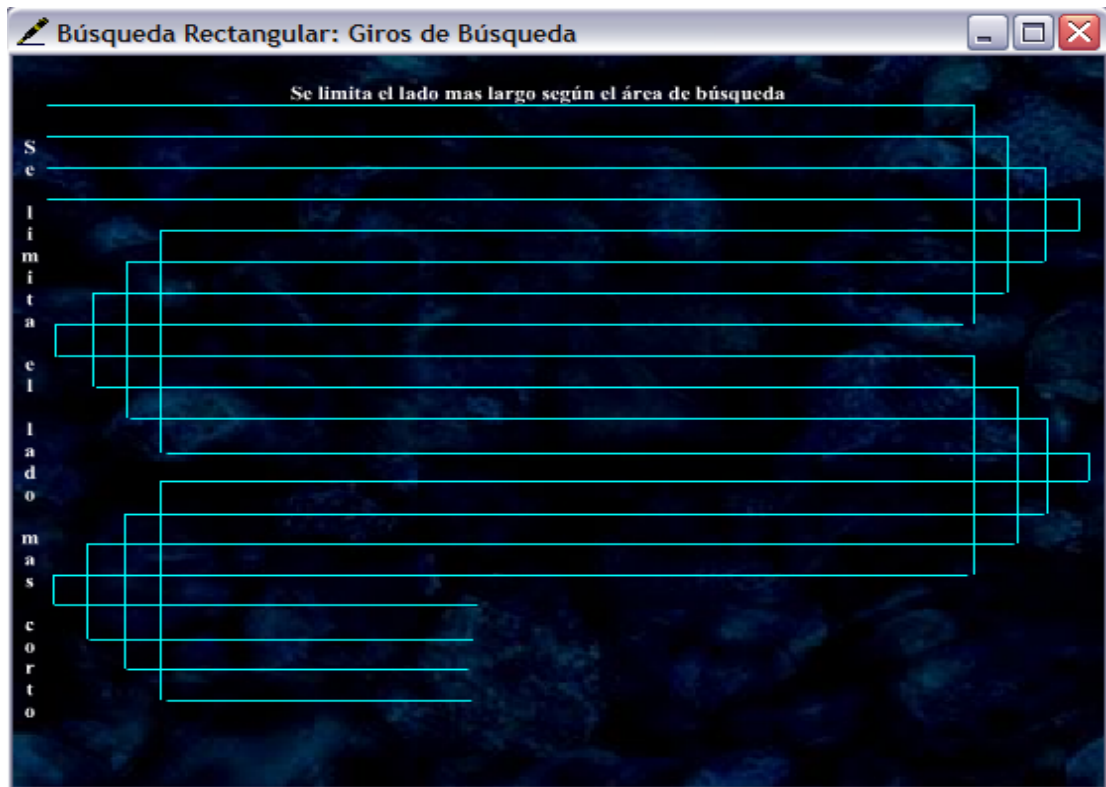 Búsqueda Rectangular: Giros de Búsqueda
Se limita el lado mas largo según el área de búsqueda
Se limita el lado mas corto